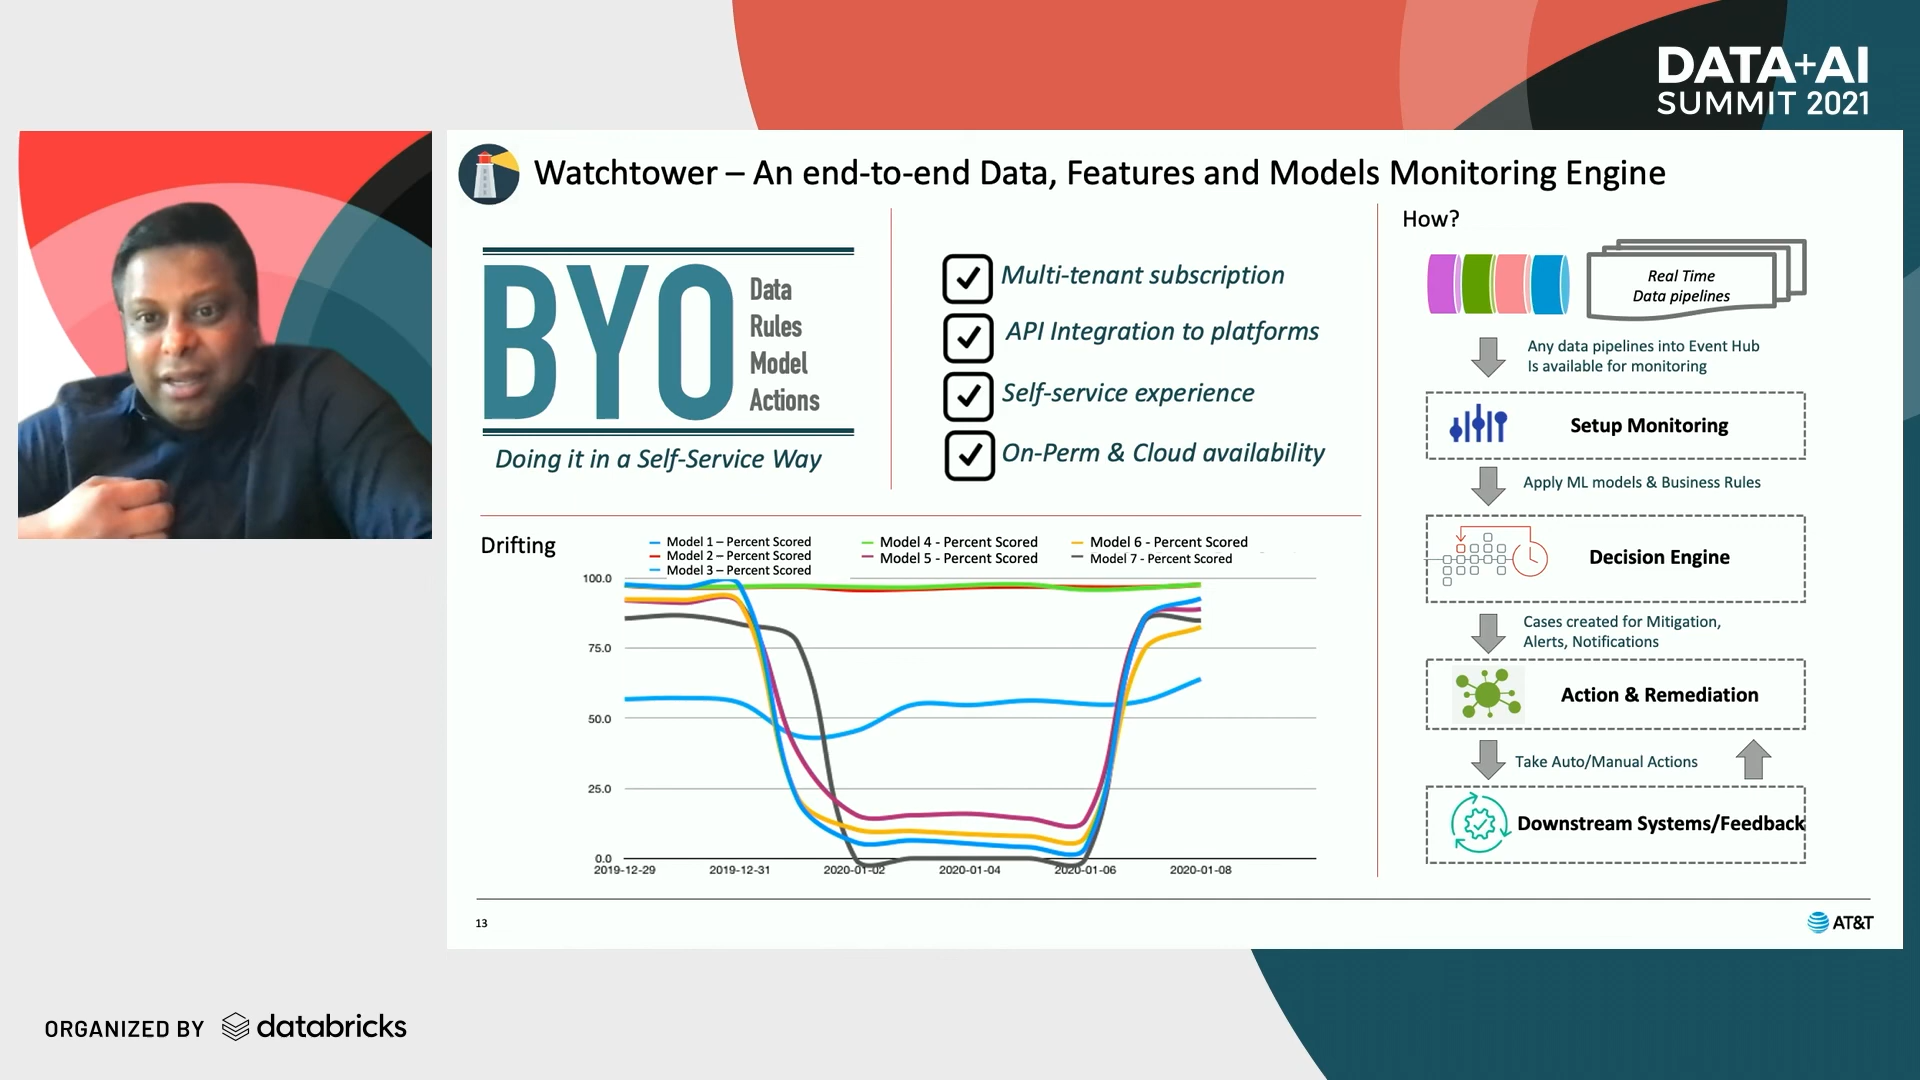 DATA+AI
SUMMIT 2021
Watchtower – An end-to-end Data, Features and Models Monitoring Engine
BYO
Data
Rules
Model
Actions
Doing it in a Self-Service Way
Multi-tenant subscription
API Integration to platforms
Self-service experience
On-Perm & Cloud availability
How?
Real Time
Data pipelines
Any data pipelines into Event Hub
Is available for monitoring
Setup Monitoring
Apply ML models & Business Rules
Decision Engine
Cases created for Mitigation,
Alerts, Notifications
Action & Remediation
Take Auto/Manual Actions
Downstream Systems/Feedback
Drifting
Model 1 – Percent Scored
Model 2 – Percent Scored
Model 3 – Percent Scored
Model 4 - Percent Scored
Model 5 - Percent Scored
Model 6 - Percent Scored
Model 7 - Percent Scored
100.0
75.0
50.0
25.0
0.0
2019-12-29
2019-12-31
2020-01-02
2020-01-04
2020-01-06
2020-01-08
13
AT&T
ORGANIZED BY databricks